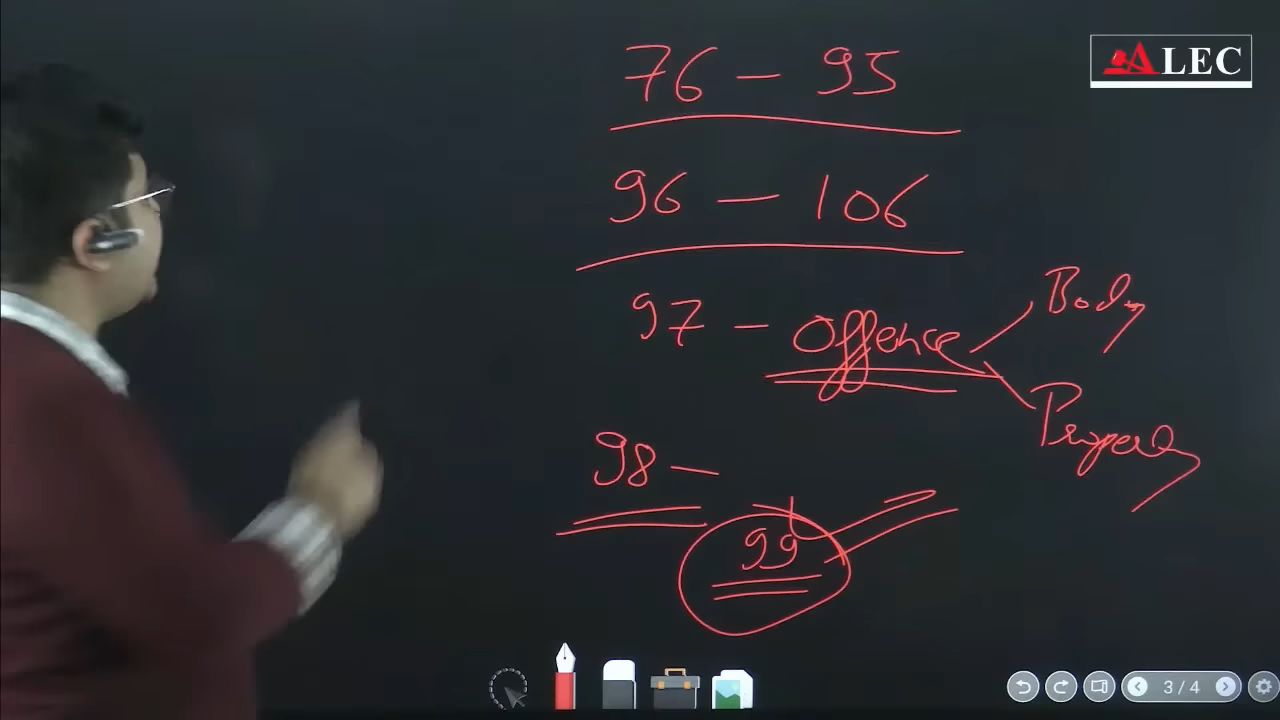 ALEC
76 - 95
96 - 106
97 - Offence
Body
Property
98 -
99
3 / 4